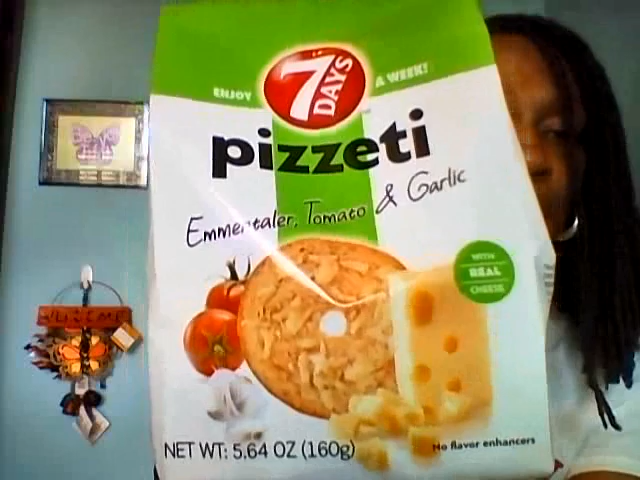 ENJOY 7 DAYS A WEEK!
pizzeti
Emmentaler, Tomato & Garlic
WITH
REAL
CHEESE
NET WT: 5.64 OZ (160g)
No flavor enhancers
WELCOME